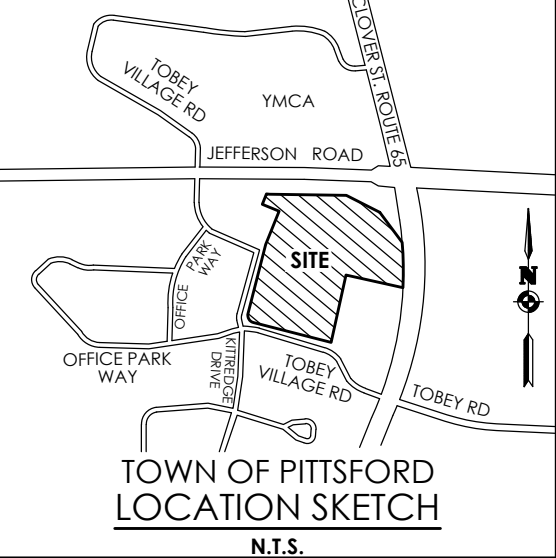 CLOVER ST. ROUTE 65
TOBEY
VILLAGE RD
YMCA
JEFFERSON ROAD
OFFICE PARK
WAY
SITE
N
OFFICE PARK
WAY
KITTREDGE
DRIVE
TOBEY
VILLAGE RD
TOBEY RD
TOWN OF PITTSFORD
LOCATION SKETCH
N.T.S.